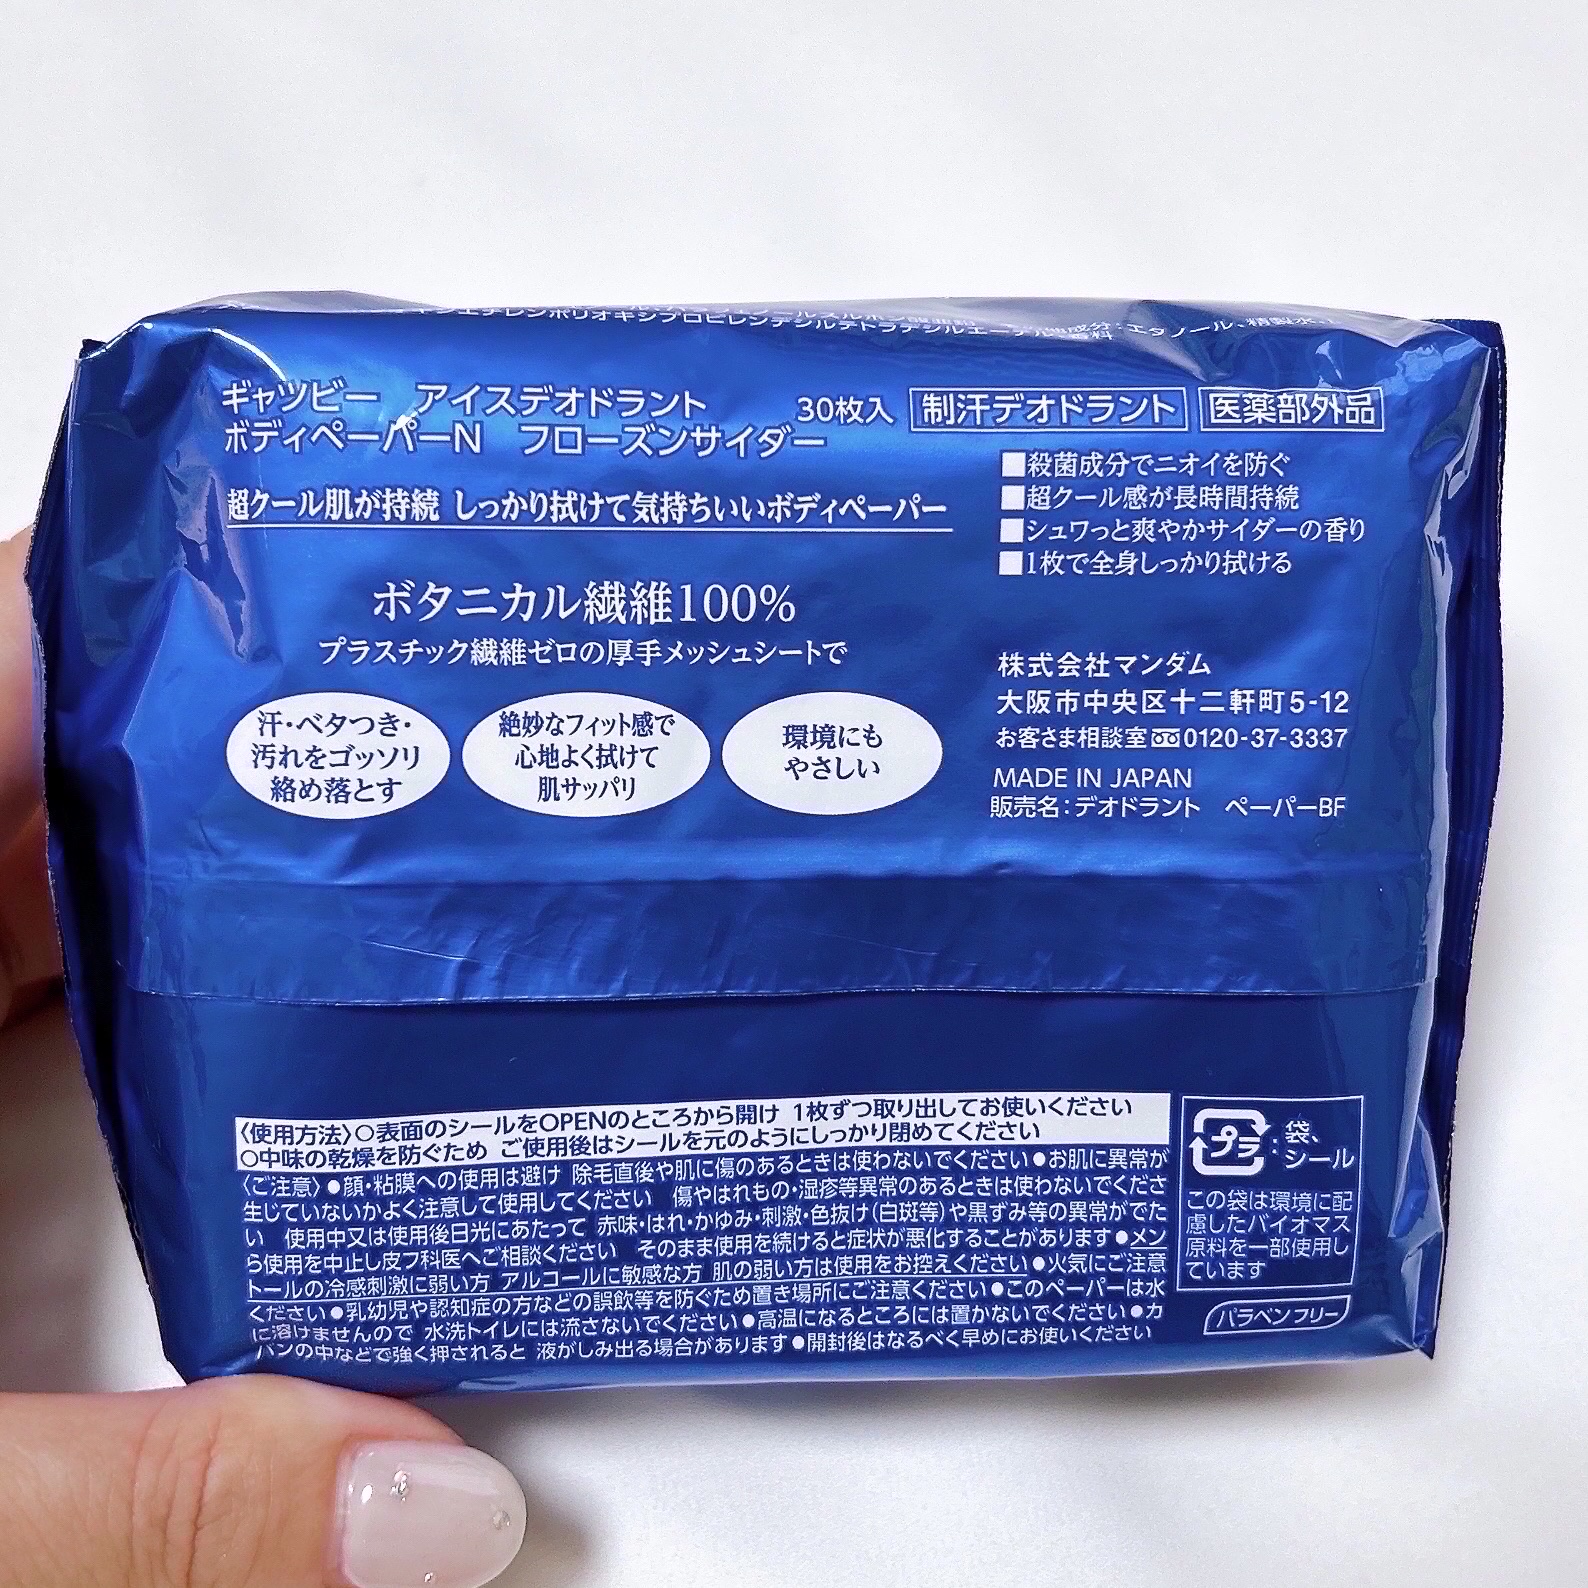 ギャツビー　アイスデオドラント
ボディペーパーN　フローズンサイダー
30枚入 制汗デオドラント 医薬部外品
超クール肌が持続 しっかり拭けて気持ちいいボディペーパー
■殺菌成分でニオイを防ぐ
■超クール感が長時間持続
■シュワっと爽やかサイダーの香り
■1枚で全身しっかり拭ける
ボタニカル繊維100%
プラスチック繊維ゼロの厚手メッシュシートで
汗・ベタつき・
汚れをゴッソリ
絡め落とす
絶妙なフィット感で
心地よく拭けて
肌サッパリ
環境にも
やさしい
株式会社マンダム
大阪市中央区十二軒町5-12
お客さま相談室 0120-37-3337
MADE IN JAPAN
販売名：デオドラント　ペーパーBF
〈使用方法〉○表面のシールをOPENのところから開け 1枚ずつ取り出してお使いください
○中味の乾燥を防ぐため ご使用後はシールを元のようにしっかり閉めてください
〈ご注意〉●顔・粘膜への使用は避け 除毛直後や肌に傷のあるときは使わないでください●お肌に異常が
生じていないかよく注意して使用してください 傷やはれもの・湿疹等異常のあるときは使わないでくださ
い 使用中又は使用後日光にあたって 赤味・はれ・かゆみ・刺激・色抜け(白斑等)や黒ずみ等の異常がでた
ら使用を中止し皮フ科医へご相談ください そのまま使用を続けると症状が悪化することがあります●メン
トールの冷感刺激に弱い方 アルコールに敏感な方 肌の弱い方は使用をお控えください●火気にご注意
ください●乳幼児や認知症の方などの誤飲等を防ぐため置き場所にご注意ください●このペーパーは水
に溶けませんので 水洗トイレには流さないでください●高温になるところには置かないでください●カ
バンの中などで強く押されると 液がしみ出る場合があります●開封後はなるべく早めにお使いください
プラ：袋、
シール
この袋は環境に配
慮したバイオマス
原料を一部使用し
ています
パラベンフリー